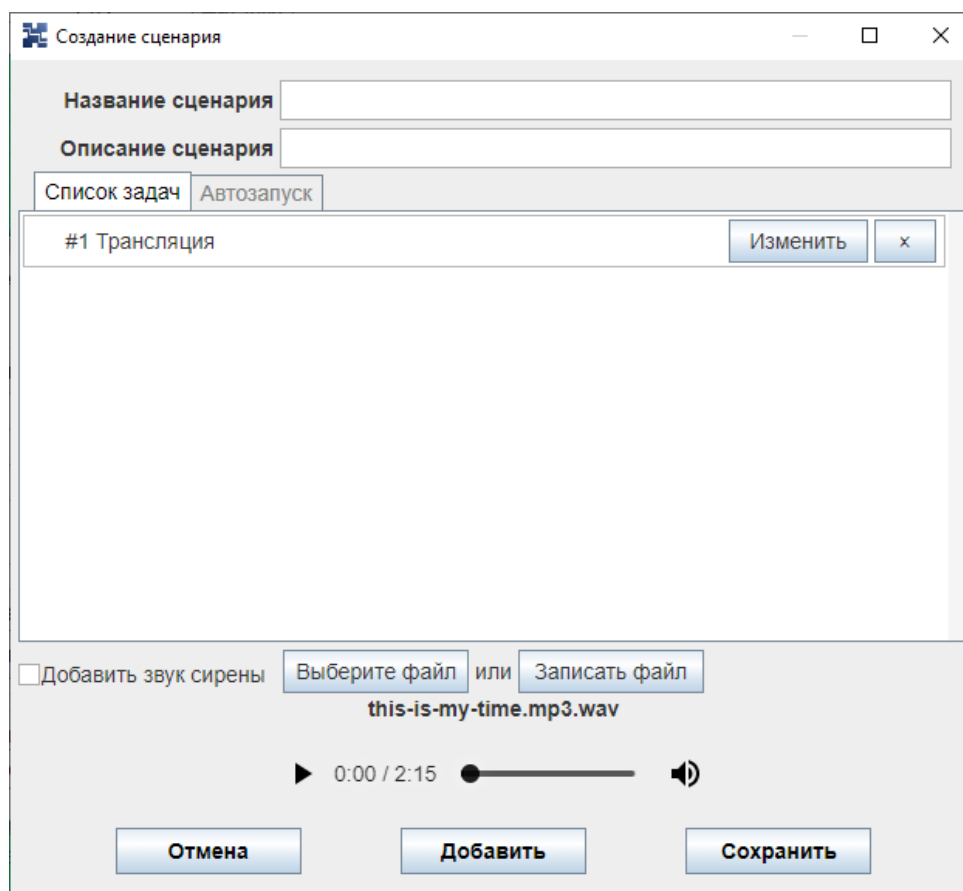 Создание сценария
Название сценария
Описание сценария
Список задач Автозапуск
#1 Трансляция Изменить x
Добавить звук сирены Выберите файл или Записать файл
this-is-my-time.mp3.wav
0:00 / 2:15
Отмена Добавить Сохранить